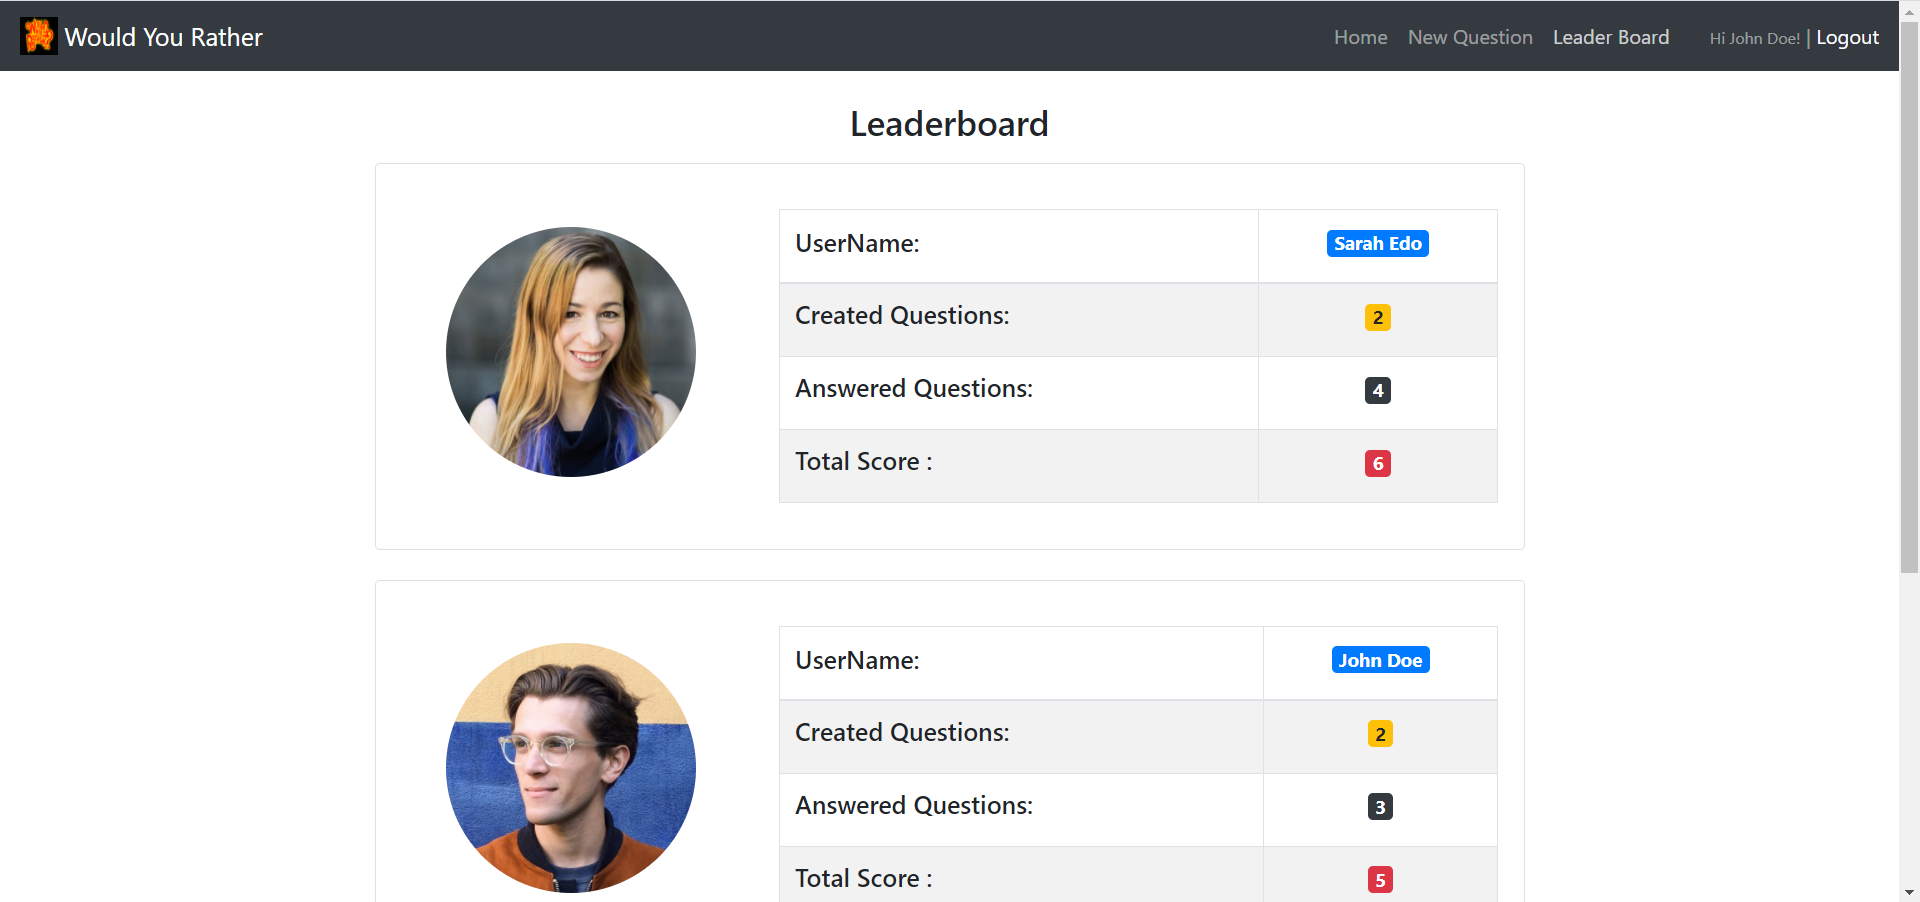 Would You Rather Home New Question Leader Board Hi John Doe! | Logout
Leaderboard
UserName: Sarah Edo
Created Questions: 2
Answered Questions: 4
Total Score : 6
UserName: John Doe
Created Questions: 2
Answered Questions: 3
Total Score : 5